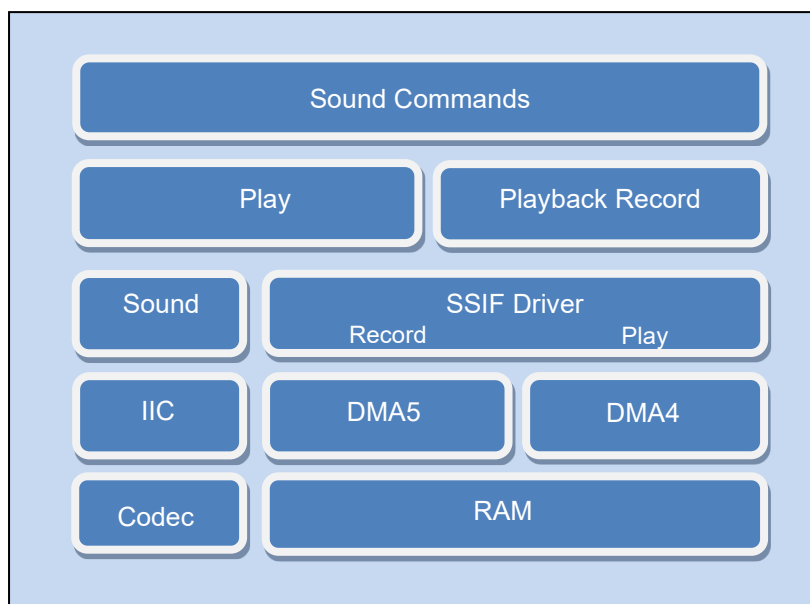 Sound Commands
Play
Playback Record
Sound
SSIF Driver
Record
Play
IIC
DMA5
DMA4
Codec
RAM